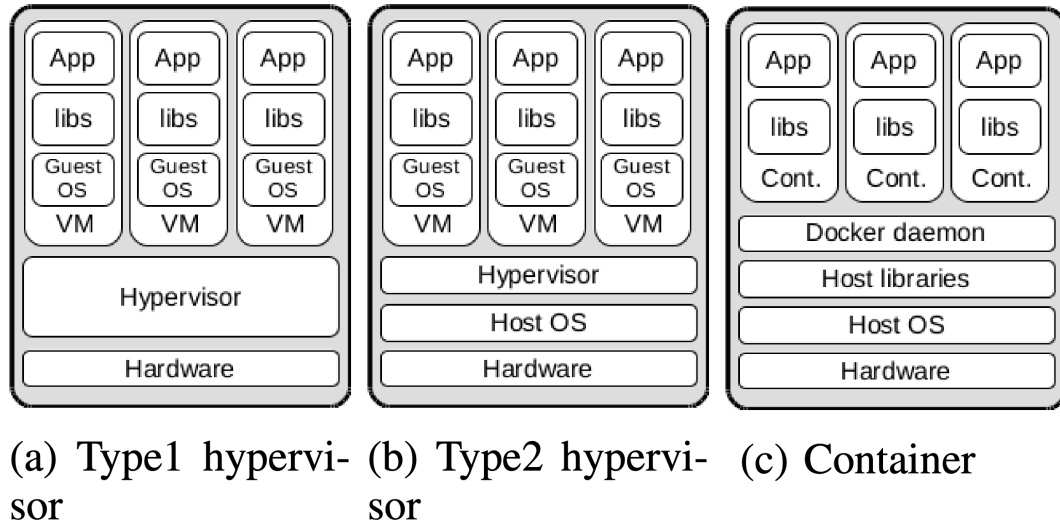 App App App
libs libs libs
Guest OS Guest OS Guest OS
VM VM VM
Hypervisor
Hardware
(a) Type1 hypervi-
sor
App App App
libs libs libs
Guest OS Guest OS Guest OS
VM VM VM
Hypervisor
Host OS
Hardware
(b) Type2 hypervi-
sor
App App App
libs libs libs
Cont. Cont. Cont.
Docker daemon
Host libraries
Host OS
Hardware
(c) Container